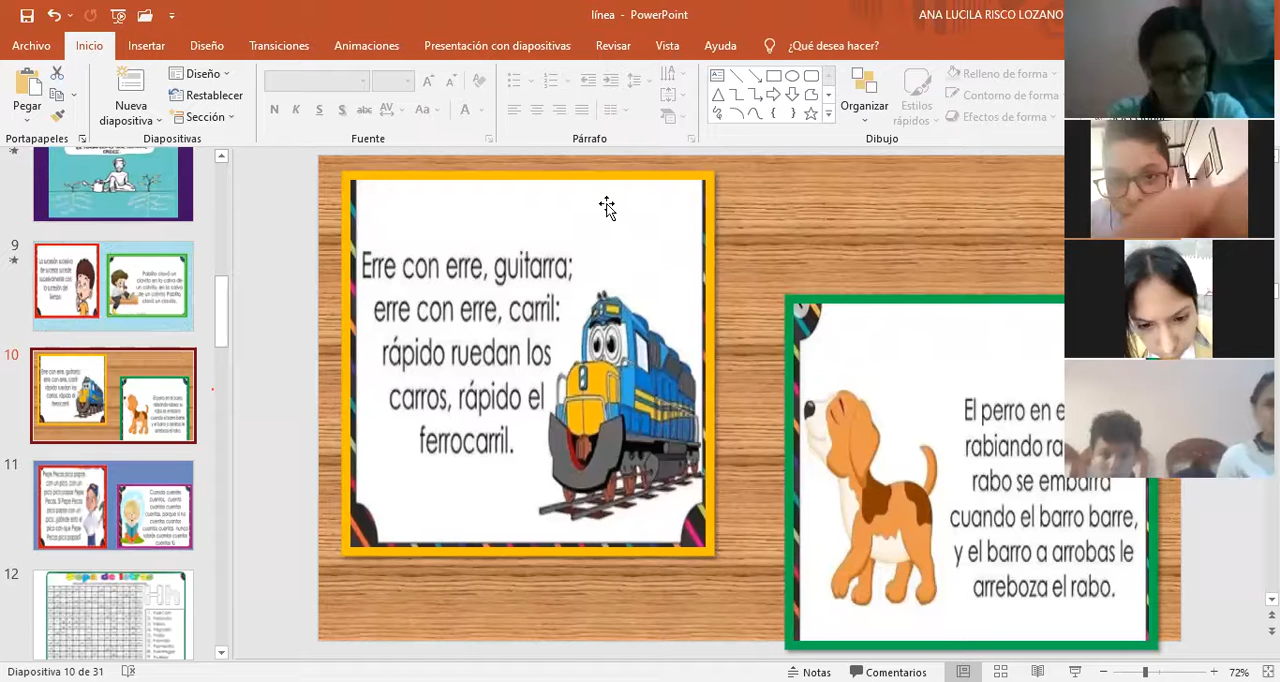 línea - PowerPoint
ANA LUCILA RISCO LOZANO
Archivo Inicio Insertar Diseño Transiciones Animaciones Presentación con diapositivas Revisar Vista Ayuda ¿Qué desea hacer?
Pegar
Nueva diapositiva
Diseño
Restablecer
Sección
N K S S abc AV Aa A
Organizar
Estilos rápidos
Relleno de forma
Contorno de forma
Efectos de forma
Portapapeles Diapositivas Fuente Párrafo Dibujo
9
10
11
12
Erre con erre, guitarra;
erre con erre, carril:
rápido ruedan los
carros, rápido el
ferrocarril.
El perro en
rabiando
rabo se embarra
cuando el barro barre,
y el barro a arrobas le
arreboza el rabo.
Diapositiva 10 de 31
Notas
Comentarios
72%